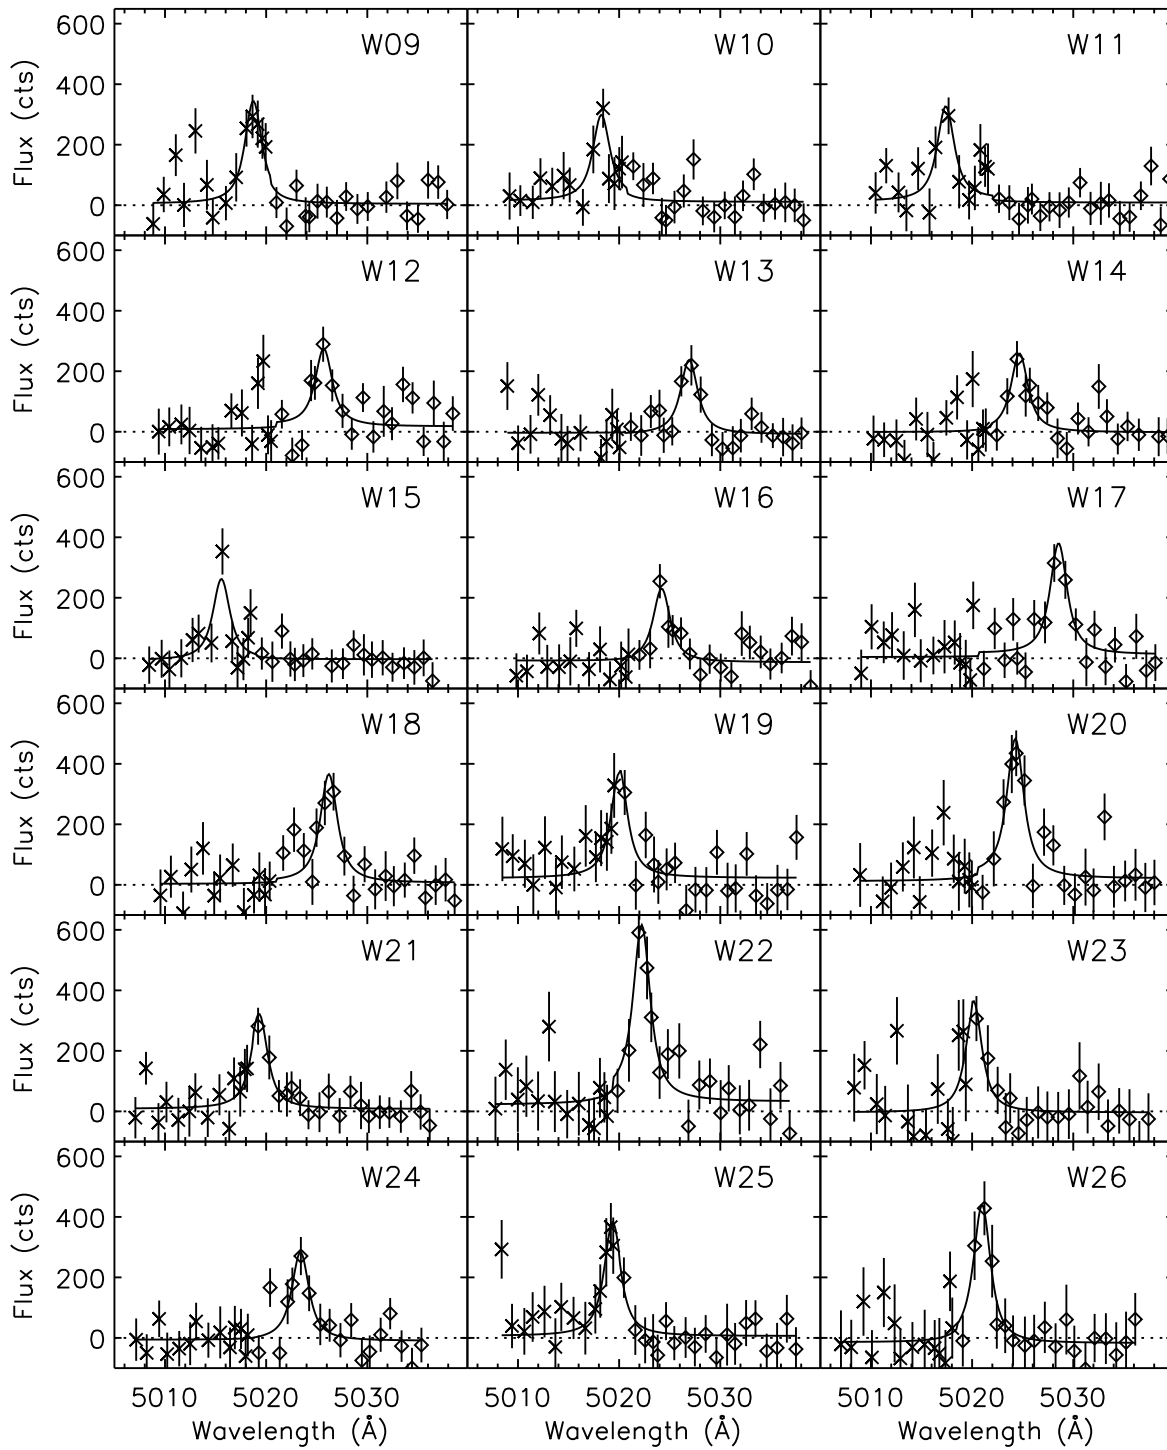 600 W09 W10 W11
400
200
0
Flux (cts)
600 W12 W13 W14
400
200
0
Flux (cts)
600 W15 W16 W17
400
200
0
Flux (cts)
600 W18 W19 W20
400
200
0
Flux (cts)
600 W21 W22 W23
400
200
0
Flux (cts)
600 W24 W25 W26
400
200
0
Flux (cts)
5010 5020 5030 5010 5020 5030 5010 5020 5030
Wavelength (Å) Wavelength (Å) Wavelength (Å)